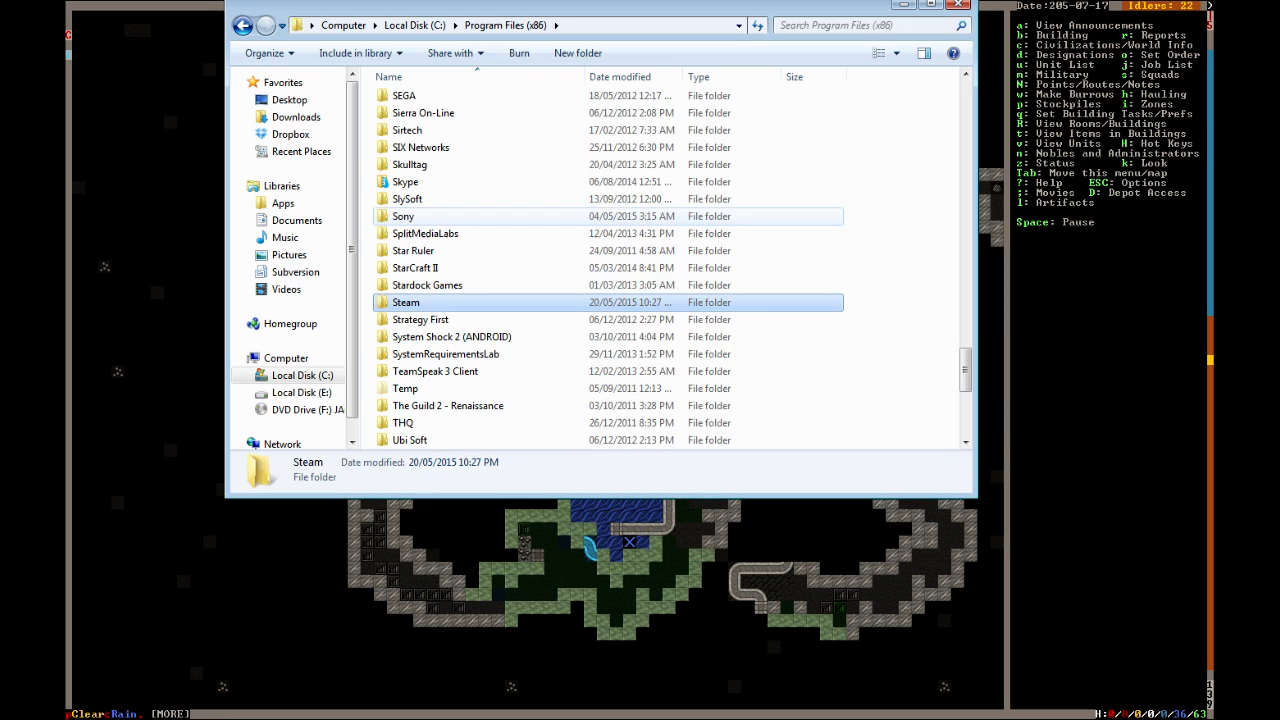 Computer ▸ Local Disk (C:) ▸ Program Files (x86) ▸
Search Program Files (x86)
Organize Include in library Share with Burn New folder
Name Date modified Type Size
Favorites
Desktop
Downloads
Dropbox
Recent Places
Libraries
Apps
Documents
Music
Pictures
Subversion
Videos
Homegroup
Computer
Local Disk (C:)
Local Disk (E:)
DVD Drive (F:) JA
Network
SEGA 18/05/2012 12:17 ... File folder
Sierra On-Line 06/12/2012 2:08 PM File folder
Sirtech 17/02/2012 7:33 AM File folder
SIX Networks 25/11/2012 6:30 PM File folder
Skulltag 20/04/2012 3:25 AM File folder
Skype 06/08/2014 12:51 ... File folder
SlySoft 13/09/2012 12:00 ... File folder
Sony 04/05/2015 3:15 AM File folder
SplitMediaLabs 12/04/2013 4:31 PM File folder
Star Ruler 24/09/2011 4:58 AM File folder
StarCraft II 05/03/2014 8:41 PM File folder
Stardock Games 01/03/2013 3:05 AM File folder
Steam 20/05/2015 10:27 ... File folder
Strategy First 06/12/2012 2:27 PM File folder
System Shock 2 (ANDROID) 03/10/2011 4:04 PM File folder
SystemRequirementsLab 29/11/2013 1:52 PM File folder
TeamSpeak 3 Client 12/02/2013 2:55 AM File folder
Temp 05/09/2011 12:13 ... File folder
The Guild 2 - Renaissance 03/10/2011 3:28 PM File folder
THQ 26/12/2011 8:35 PM File folder
Ubi Soft 06/12/2012 2:13 PM File folder
Steam Date modified: 20/05/2015 10:27 PM
File folder
Date:205-07-17 Idlers: 22
a: View Announcements
b: Building r: Reports
c: Civilizations/World Info
d: Designations o: Set Order
u: Unit List j: Job List
m: Military s: Squads
N: Points/Routes/Notes
w: Make Burrows h: Hauling
p: Stockpiles i: Zones
q: Set Building Tasks/Prefs
R: View Rooms/Buildings
t: View Items in Buildings
v: View Units H: Hot Keys
n: Nobles and Administrators
z: Status k: Look
Tab: Move this menu/map
?: Help ESC: Options
;: Movies D: Depot Access
l: Artifacts
Space: Pause
Rain. [MORE]
H:0/0/0/0/0/36/63